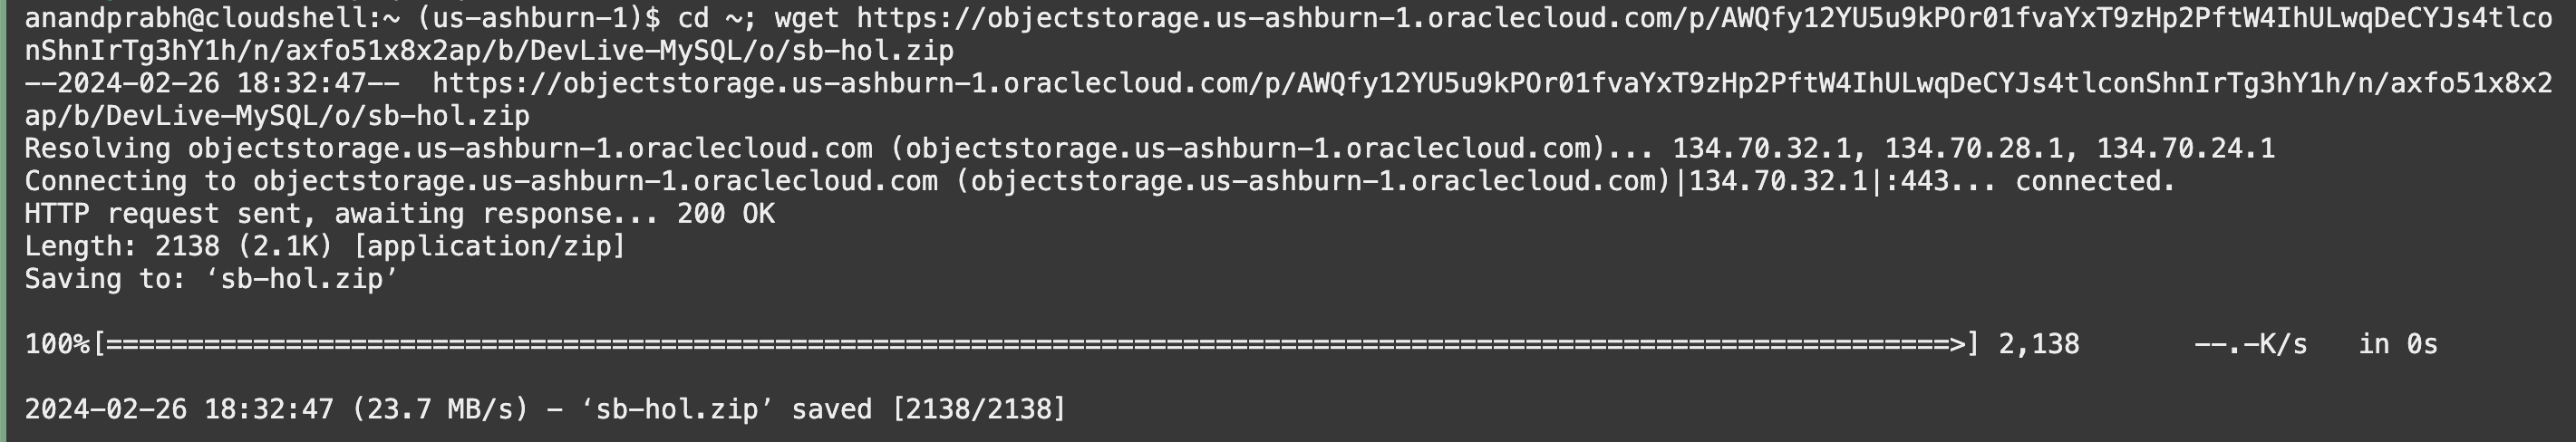 anandprabh@cloudshell:~ (us-ashburn-1)$ cd ~; wget https://objectstorage.us-ashburn-1.oraclecloud.com/p/AWQfy12YU5u9kPOr01fvaYxT9zHp2PftW4IhULwqDeCYJs4tlco
nShnIrTg3hY1h/n/axfo51x8x2ap/b/DevLive-MySQL/o/sb-hol.zip
--2024-02-26 18:32:47--  https://objectstorage.us-ashburn-1.oraclecloud.com/p/AWQfy12YU5u9kPOr01fvaYxT9zHp2PftW4IhULwqDeCYJs4tlconShnIrTg3hY1h/n/axfo51x8x2
ap/b/DevLive-MySQL/o/sb-hol.zip
Resolving objectstorage.us-ashburn-1.oraclecloud.com (objectstorage.us-ashburn-1.oraclecloud.com)... 134.70.32.1, 134.70.28.1, 134.70.24.1
Connecting to objectstorage.us-ashburn-1.oraclecloud.com (objectstorage.us-ashburn-1.oraclecloud.com)|134.70.32.1|:443... connected.
HTTP request sent, awaiting response... 200 OK
Length: 2138 (2.1K) [application/zip]
Saving to: ‘sb-hol.zip’
100%[=================================================================================================================>] 2,138       --.-K/s   in 0s
2024-02-26 18:32:47 (23.7 MB/s) - ‘sb-hol.zip’ saved [2138/2138]